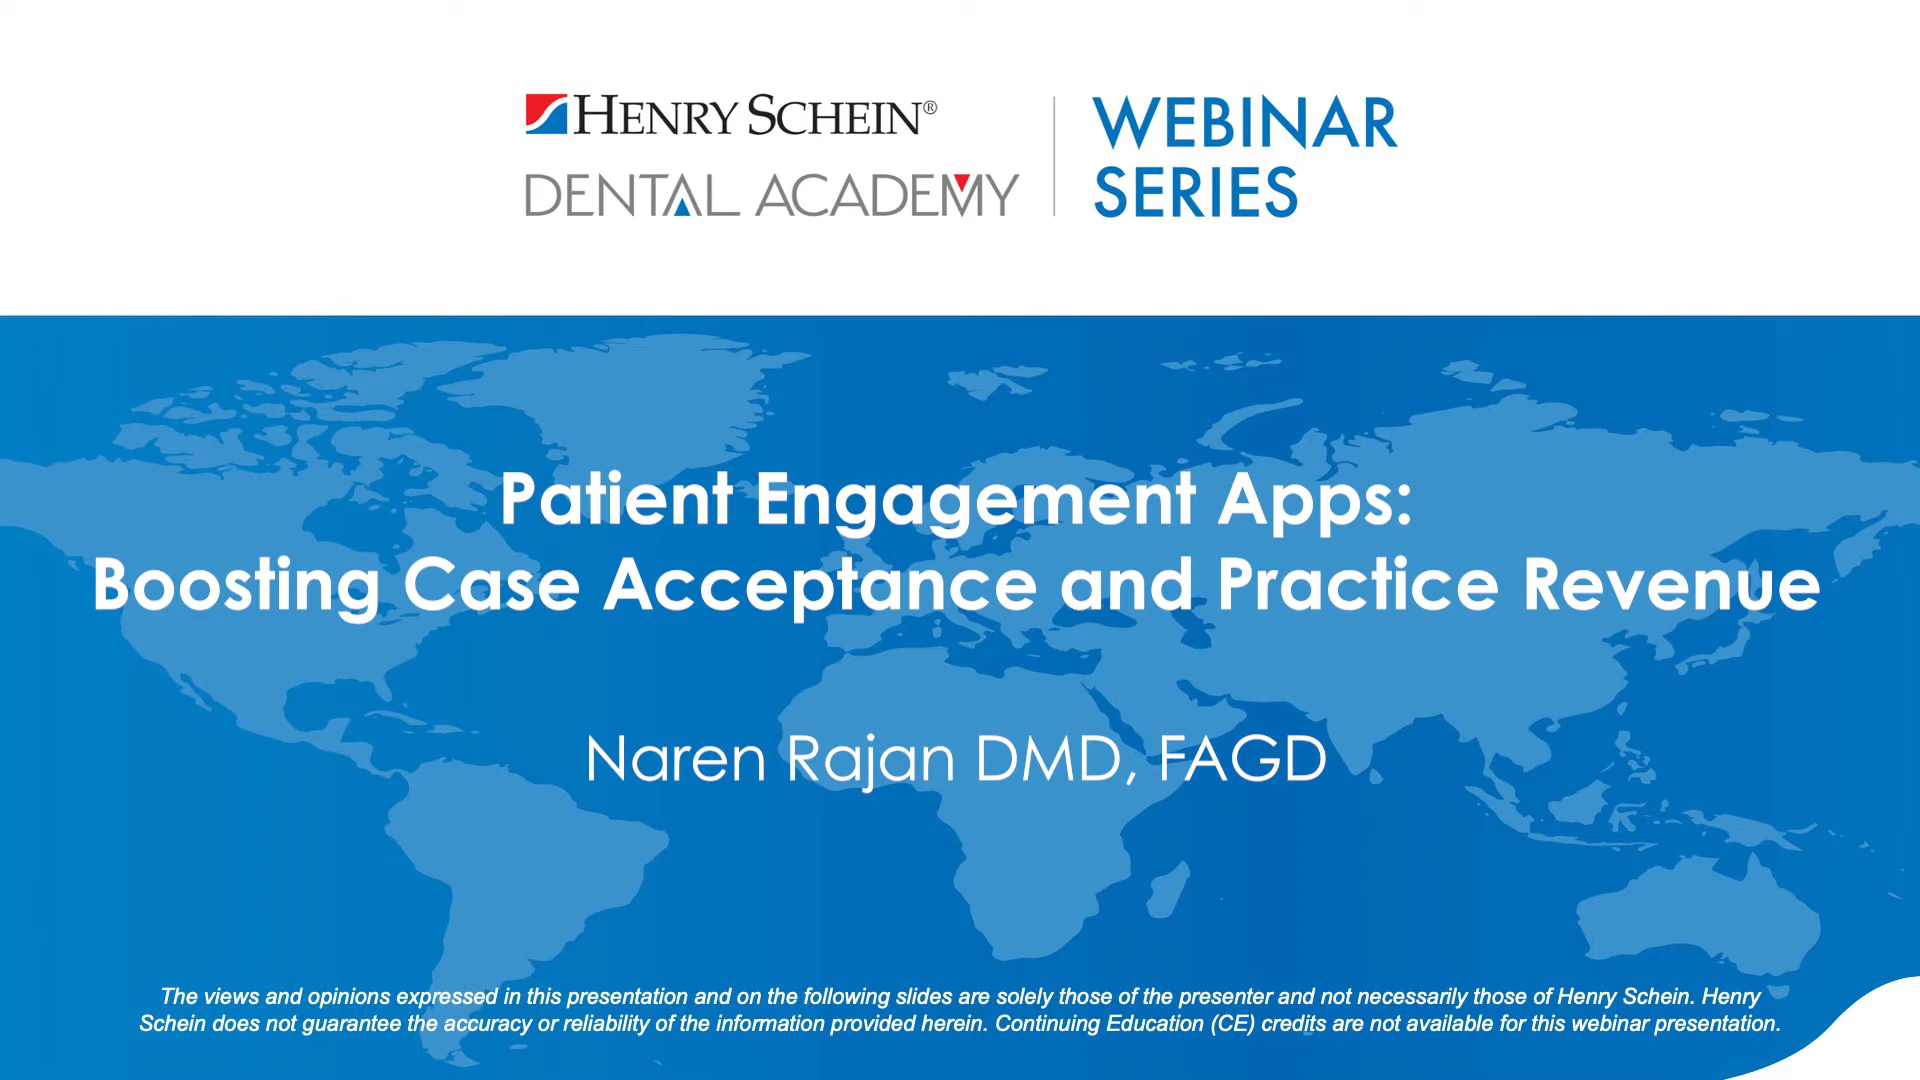 HENRY SCHEIN®
DENTAL ACADEMY
WEBINAR
SERIES
Patient Engagement Apps:
Boosting Case Acceptance and Practice Revenue
Naren Rajan DMD, FAGD
The views and opinions expressed in this presentation and on the following slides are solely those of the presenter and not necessarily those of Henry Schein. Henry
Schein does not guarantee the accuracy or reliability of the information provided herein. Continuing Education (CE) credits are not available for this webinar presentation.